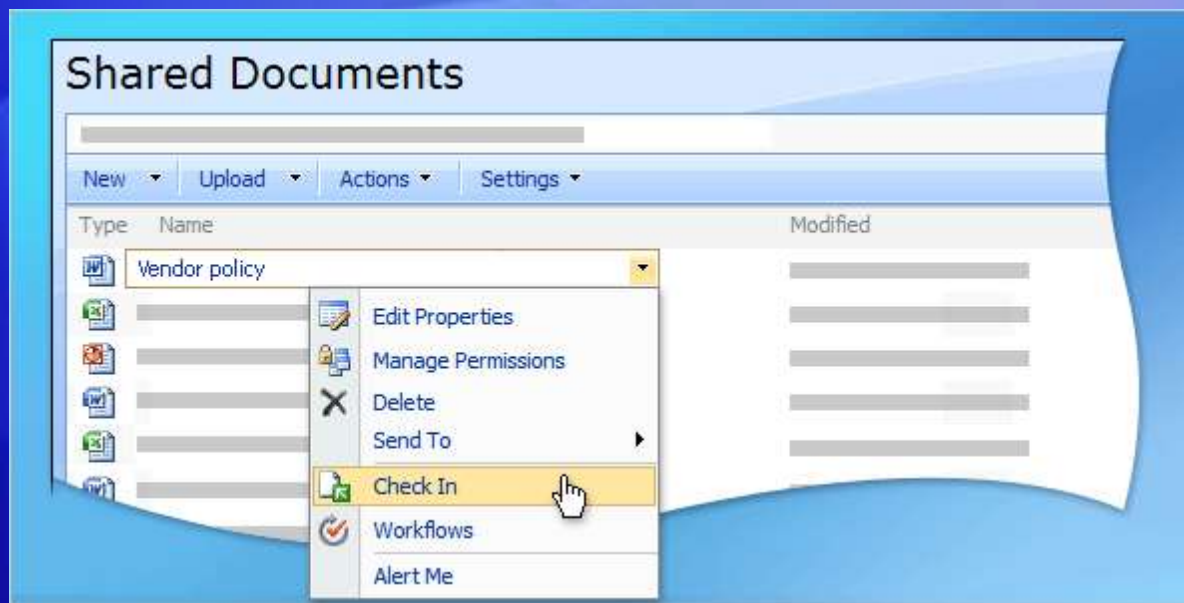 Shared Documents
New Upload Actions Settings
Type Name Modified
Vendor policy
Edit Properties
Manage Permissions
Delete
Send To
Check In
Workflows
Alert Me